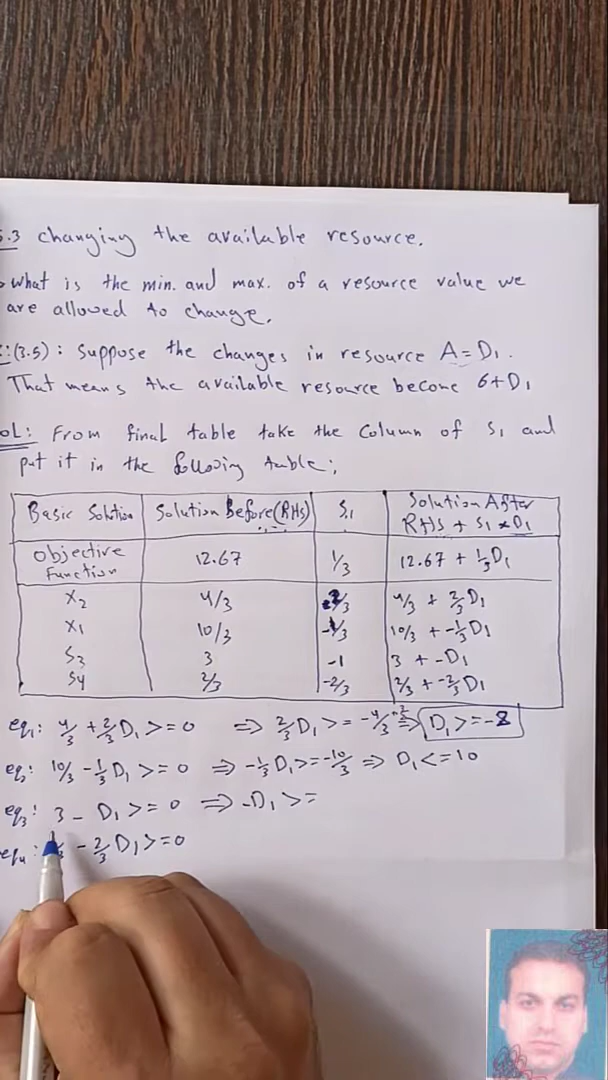 5.3 changing the available resource.
what is the min. and max. of a resource value we
are allowed to change.
:(3.5): Suppose the changes in resource A=D₁.
That means the available resource become 6+D₁
OL: From final table take the Column of S₁ and
put it in the following table:
Basic Solution Solution Before(RHS) S₁ Solution After
RHS + S₁ * D₁
Objective
Function 12.67 1/3 12.67 + 1/3 D₁
X₂ 4/3 2/3 4/3 + 2/3 D₁
X₁ 10/3 -1/3 10/3 + -1/3 D₁
S₃ 3 -1 3 + -D₁
S4 2/3 -2/3 2/3 + -2/3 D₁
eq₁: 4/3 + 2/3 D₁ >= 0 => 2/3 D₁ >= -4/3 => D₁ >= -2
eq₂: 10/3 - 1/3 D₁ >= 0 => -1/3 D₁ >= -10/3 => D₁ <= 10
eq₃: 3 - D₁ >= 0 => -D₁ >=
eq₄: - 2/3 D₁ >= 0